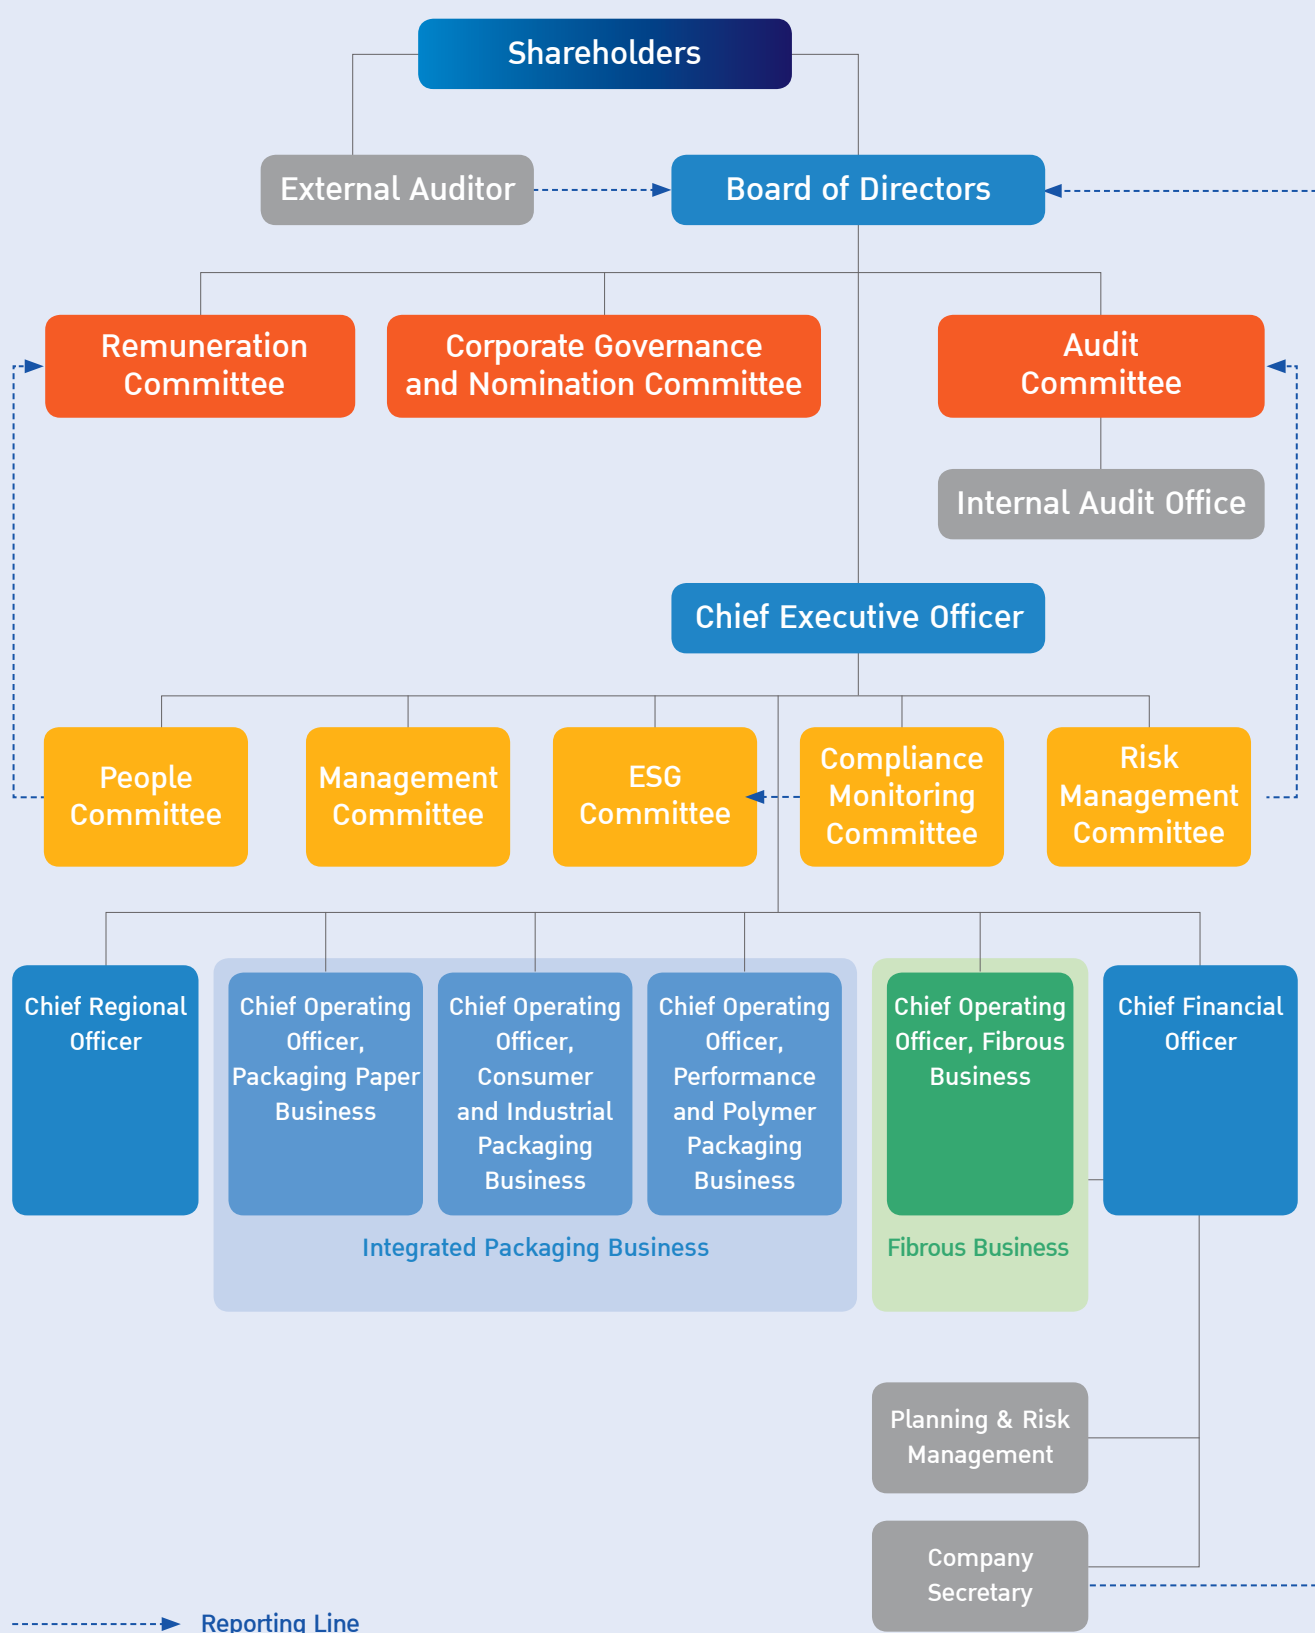 Shareholders
External Auditor
Board of Directors
Remuneration
Committee
Corporate Governance
and Nomination Committee
Audit
Committee
Internal Audit Office
Chief Executive Officer
People
Committee
Management
Committee
ESG
Committee
Compliance
Monitoring
Committee
Risk
Management
Committee
Chief Regional
Officer
Chief Operating
Officer,
Packaging Paper
Business
Chief Operating
Officer,
Consumer
and Industrial
Packaging
Business
Chief Operating
Officer,
Performance
and Polymer
Packaging
Business
Chief Operating
Officer, Fibrous
Business
Chief Financial
Officer
Integrated Packaging Business
Fibrous Business
Planning & Risk
Management
Company
Secretary
Reporting Line